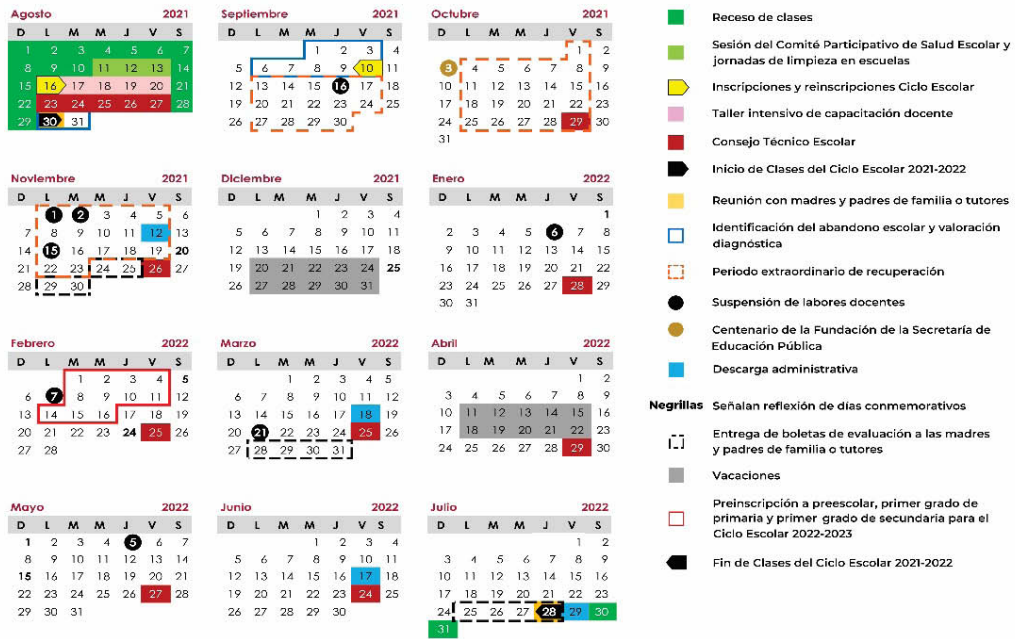 Agosto 2021
D L M M J V S
1 2 3 4 5 6 7
8 9 10 11 12 13 14
15 16 17 18 19 20 21
22 23 24 25 26 27 28
29 30 31
Septiembre 2021
D L M M J V S
1 2 3 4
5 6 7 8 9 10 11
12 13 14 15 16 17 18
19 20 21 22 23 24 25
26 27 28 29 30
Octubre 2021
D L M M J V S
1 2
3 4 5 6 7 8 9
10 11 12 13 14 15 16
17 18 19 20 21 22 23
24 25 26 27 28 29 30
31
Noviembre 2021
D L M M J V S
1 2 3 4 5 6
7 8 9 10 11 12 13
14 15 16 17 18 19 20
21 22 23 24 25 26 27
28 29 30
Diciembre 2021
D L M M J V S
1 2 3 4
5 6 7 8 9 10 11
12 13 14 15 16 17 18
19 20 21 22 23 24 25
26 27 28 29 30 31
Enero 2022
D L M M J V S
1
2 3 4 5 6 7 8
9 10 11 12 13 14 15
16 17 18 19 20 21 22
23 24 25 26 27 28 29
30 31
Febrero 2022
D L M M J V S
1 2 3 4 5
6 7 8 9 10 11 12
13 14 15 16 17 18 19
20 21 22 23 24 25 26
27 28
Marzo 2022
D L M M J V S
1 2 3 4 5
6 7 8 9 10 11 12
13 14 15 16 17 18 19
20 21 22 23 24 25 26
27 28 29 30 31
Abril 2022
D L M M J V S
1 2
3 4 5 6 7 8 9
10 11 12 13 14 15 16
17 18 19 20 21 22 23
24 25 26 27 28 29 30
Mayo 2022
D L M M J V S
1 2 3 4 5 6 7
8 9 10 11 12 13 14
15 16 17 18 19 20 21
22 23 24 25 26 27 28
29 30 31
Junio 2022
D L M M J V S
1 2 3 4
5 6 7 8 9 10 11
12 13 14 15 16 17 18
19 20 21 22 23 24 25
26 27 28 29 30
Julio 2022
D L M M J V S
1 2
3 4 5 6 7 8 9
10 11 12 13 14 15 16
17 18 19 20 21 22 23
24 25 26 27 28 29 30
31
Receso de clases
Sesión del Comité Participativo de Salud Escolar y
jornadas de limpieza en escuelas
Inscripciones y reinscripciones Ciclo Escolar
Taller intensivo de capacitación docente
Consejo Técnico Escolar
Inicio de Clases del Ciclo Escolar 2021-2022
Reunión con madres y padres de familia o tutores
Identificación del abandono escolar y valoración
diagnóstica
Periodo extraordinario de recuperación
Suspensión de labores docentes
Centenario de la Fundación de la Secretaría de
Educación Pública
Descarga administrativa
Negrillas Señalan reflexión de días conmemorativos
Entrega de boletas de evaluación a las madres
y padres de familia o tutores
Vacaciones
Preinscripción a preescolar, primer grado de
primaria y primer grado de secundaria para el
Ciclo Escolar 2022-2023
Fin de Clases del Ciclo Escolar 2021-2022